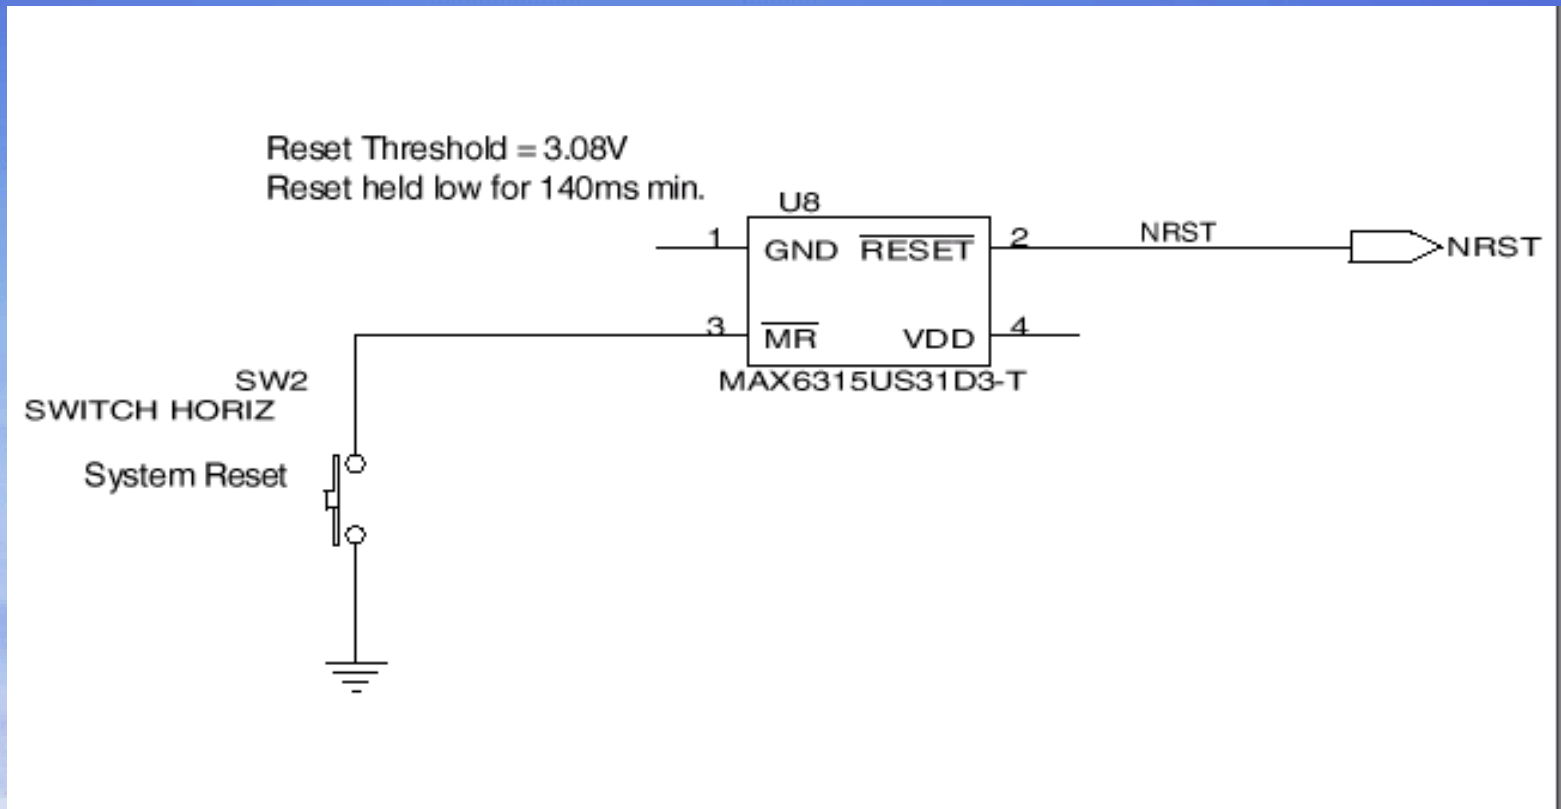 Reset Threshold = 3.08V
Reset held low for 140ms min.
U8
1
GND
RESET
2
NRST
NRST
3
MR
VDD
4
MAX6315US31D3-T
SW2
SWITCH HORIZ
System Reset